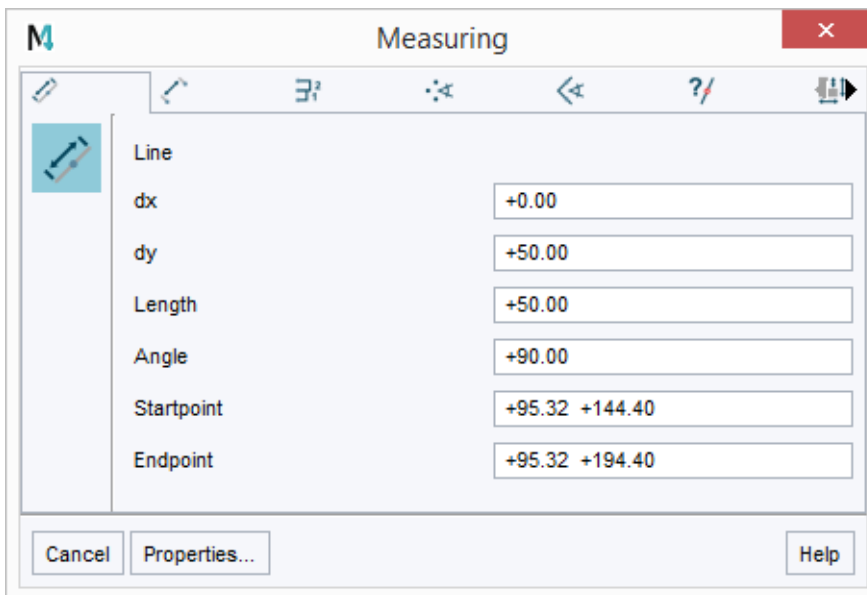 Measuring
Line
dx +0.00
dy +50.00
Length +50.00
Angle +90.00
Startpoint +95.32 +144.40
Endpoint +95.32 +194.40
Cancel Properties... Help